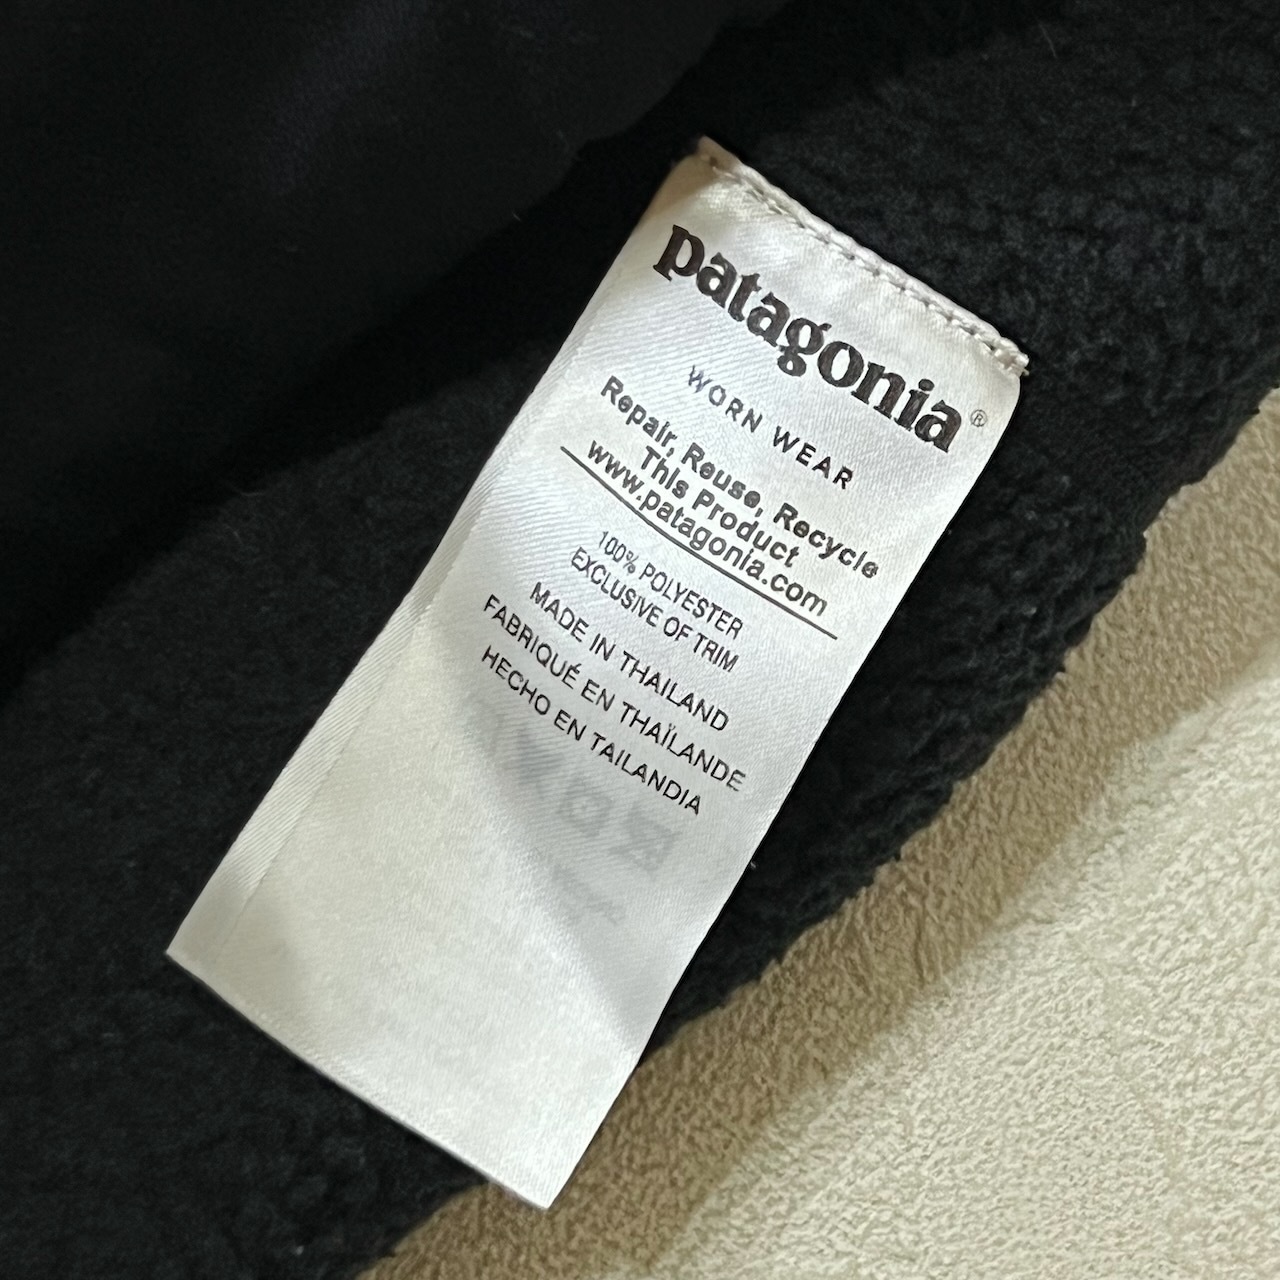 patagonia®
WORN WEAR
Repair, Reuse, Recycle
This Product
www.patagonia.com
100% POLYESTER
EXCLUSIVE OF TRIM
MADE IN THAILAND
FABRIQUÉ EN THAÏLANDE
HECHO EN TAILANDIA